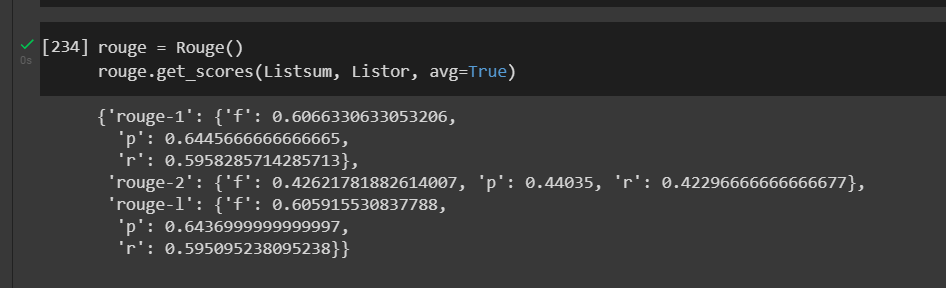 [234] rouge = Rouge()
rouge.get_scores(Listsum, Listor, avg=True)
0s
{'rouge-1': {'f': 0.6066330633053206,
'p': 0.6445666666666665,
'r': 0.5958285714285713},
'rouge-2': {'f': 0.42621781882614007, 'p': 0.44035, 'r': 0.42296666666666677},
'rouge-l': {'f': 0.605915530837788,
'p': 0.6436999999999997,
'r': 0.595095238095238}}